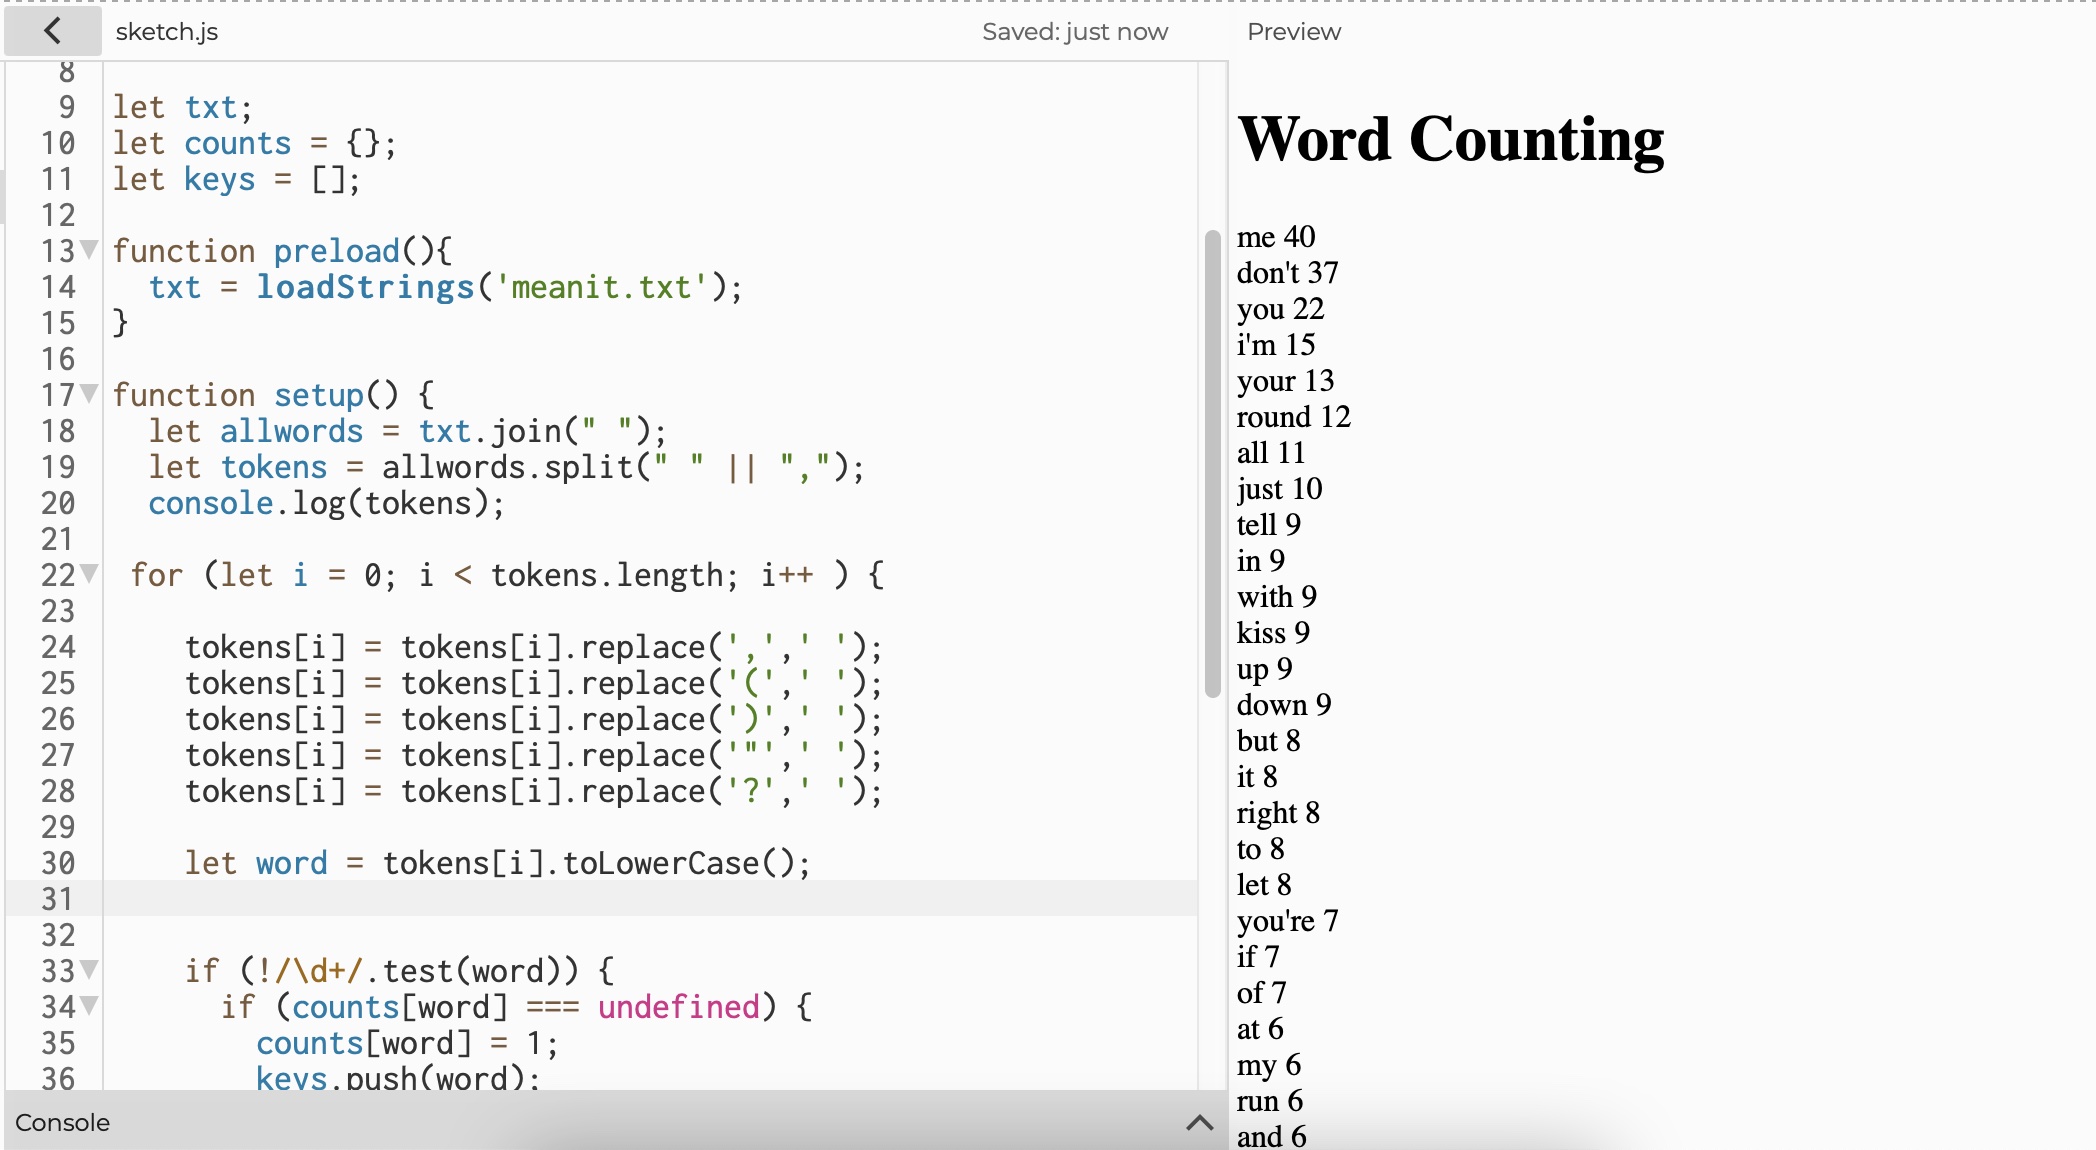 sketch.js
Saved: just now
Preview
8
9 let txt;
10 let counts = {};
11 let keys = [];
12
13 function preload(){
14   txt = loadStrings('meanit.txt');
15 }
16
17 function setup() {
18   let allwords = txt.join(" ");
19   let tokens = allwords.split(" " || ",");
20   console.log(tokens);
21
22  for (let i = 0; i < tokens.length; i++ ) {
23
24     tokens[i] = tokens[i].replace(',',' ');
25     tokens[i] = tokens[i].replace('(',' ');
26     tokens[i] = tokens[i].replace(')',' ');
27     tokens[i] = tokens[i].replace('"',' ');
28     tokens[i] = tokens[i].replace('?',' ');
29
30     let word = tokens[i].toLowerCase();
31
32
33     if (!/\d+/.test(word)) {
34       if (counts[word] === undefined) {
35         counts[word] = 1;
36         keys.push(word);
Console
Word Counting
me 40
don't 37
you 22
i'm 15
your 13
round 12
all 11
just 10
tell 9
in 9
with 9
kiss 9
up 9
down 9
but 8
it 8
right 8
to 8
let 8
you're 7
if 7
of 7
at 6
my 6
run 6
and 6